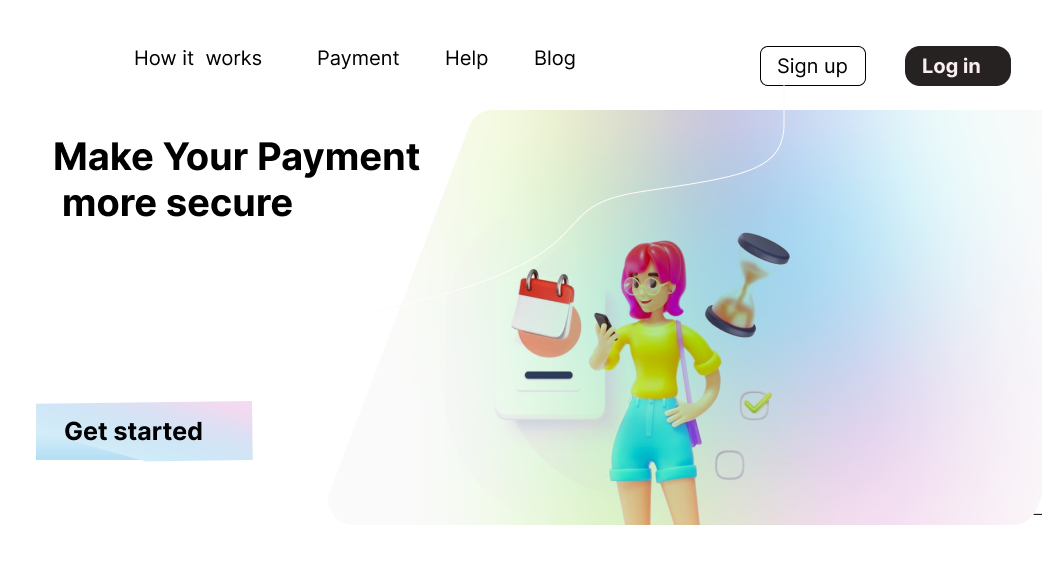 How it works
Payment
Help
Blog
Sign up
Log in
Make Your Payment
more secure
Get started